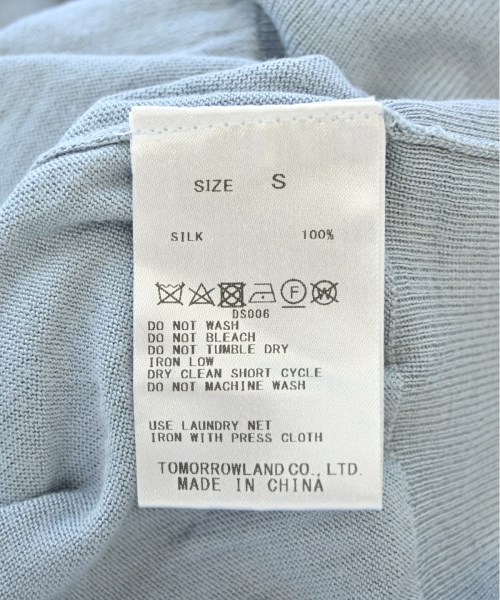 SIZE S
SILK 100%
F W
DS006
DO NOT WASH
DO NOT BLEACH
DO NOT TUMBLE DRY
IRON LOW
DRY CLEAN SHORT CYCLE
DO NOT MACHINE WASH
USE LAUNDRY NET
IRON WITH PRESS CLOTH
TOMORROWLAND CO., LTD.
MADE IN CHINA